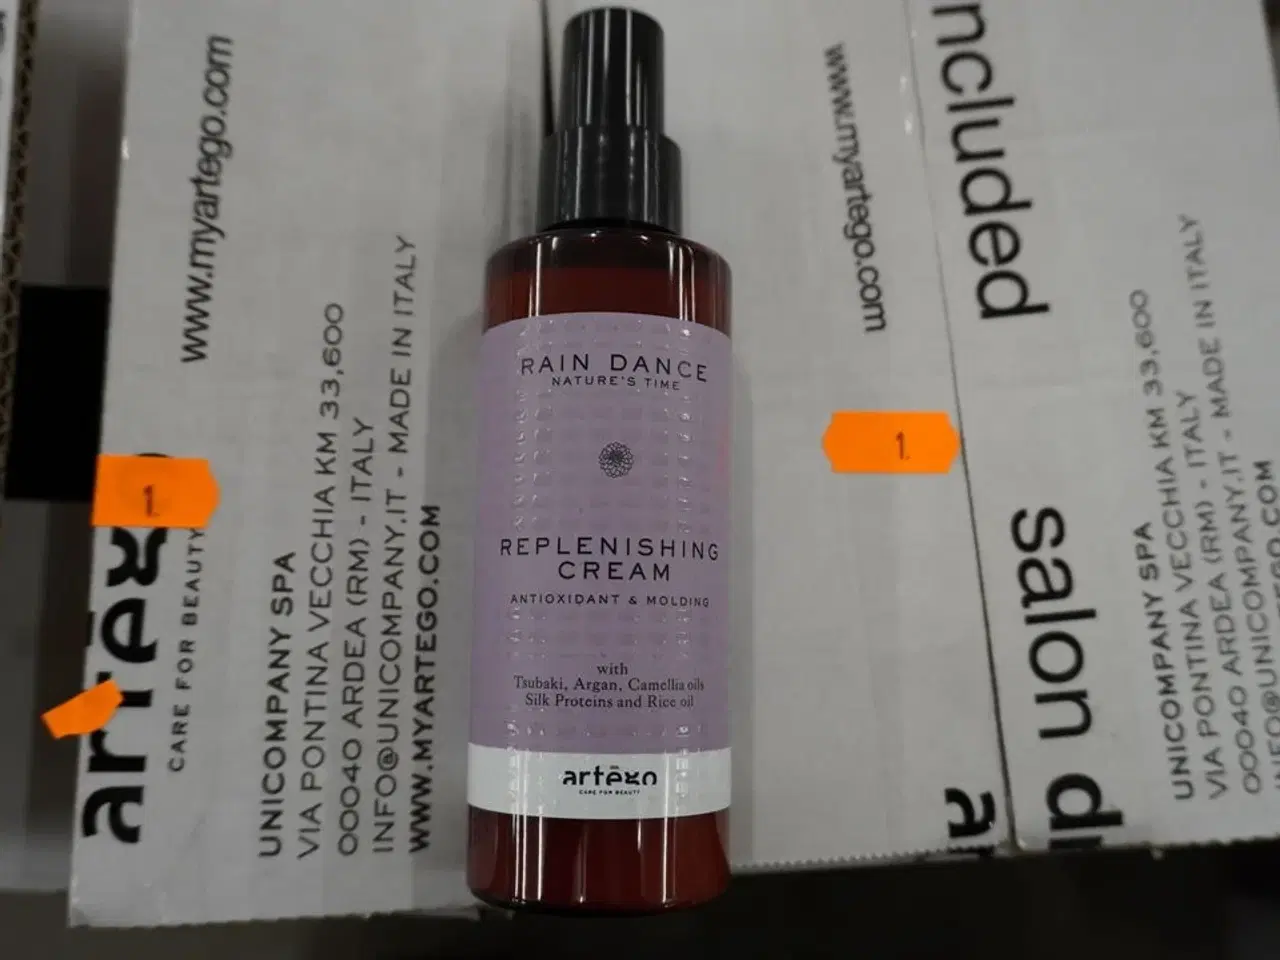 www.myartego.com
artègo
CARE FOR BEAUTY
UNICOMPANY SPA
VIA PONTINA VECCHIA KM 33,600
00040 ARDEA (RM) - ITALY
INFO@UNICOMPANY.IT - MADE IN ITALY
WWW.MYARTEGO.COM
1
RAIN DANCE
NATURE'S TIME
REPLENISHING
CREAM
ANTIOXIDANT & MOLDING
with
Tsubaki, Argan, Camellia oils
Silk Proteins and Rice oil
artègo
CARE FOR BEAUTY
www.myartego.com
1
ncluded
salon d
a
UNICOMPANY SPA
VIA PONTINA VECCHIA KM 33,600
00040 ARDEA (RM) - ITALY
INFO@UNICOMPANY.IT - MADE IN ITALY